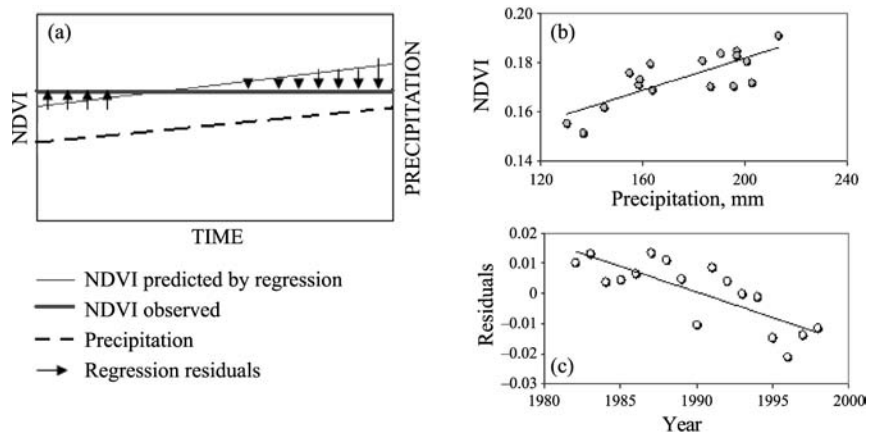 (a)
NDVI
PRECIPITATION
TIME
NDVI predicted by regression
NDVI observed
Precipitation
Regression residuals
(b)
NDVI
0.20
0.18
0.16
0.14
120
160
200
240
Precipitation, mm
(c)
Residuals
0.02
0.01
0
–0.01
–0.02
–0.03
1980
1985
1990
1995
2000
Year